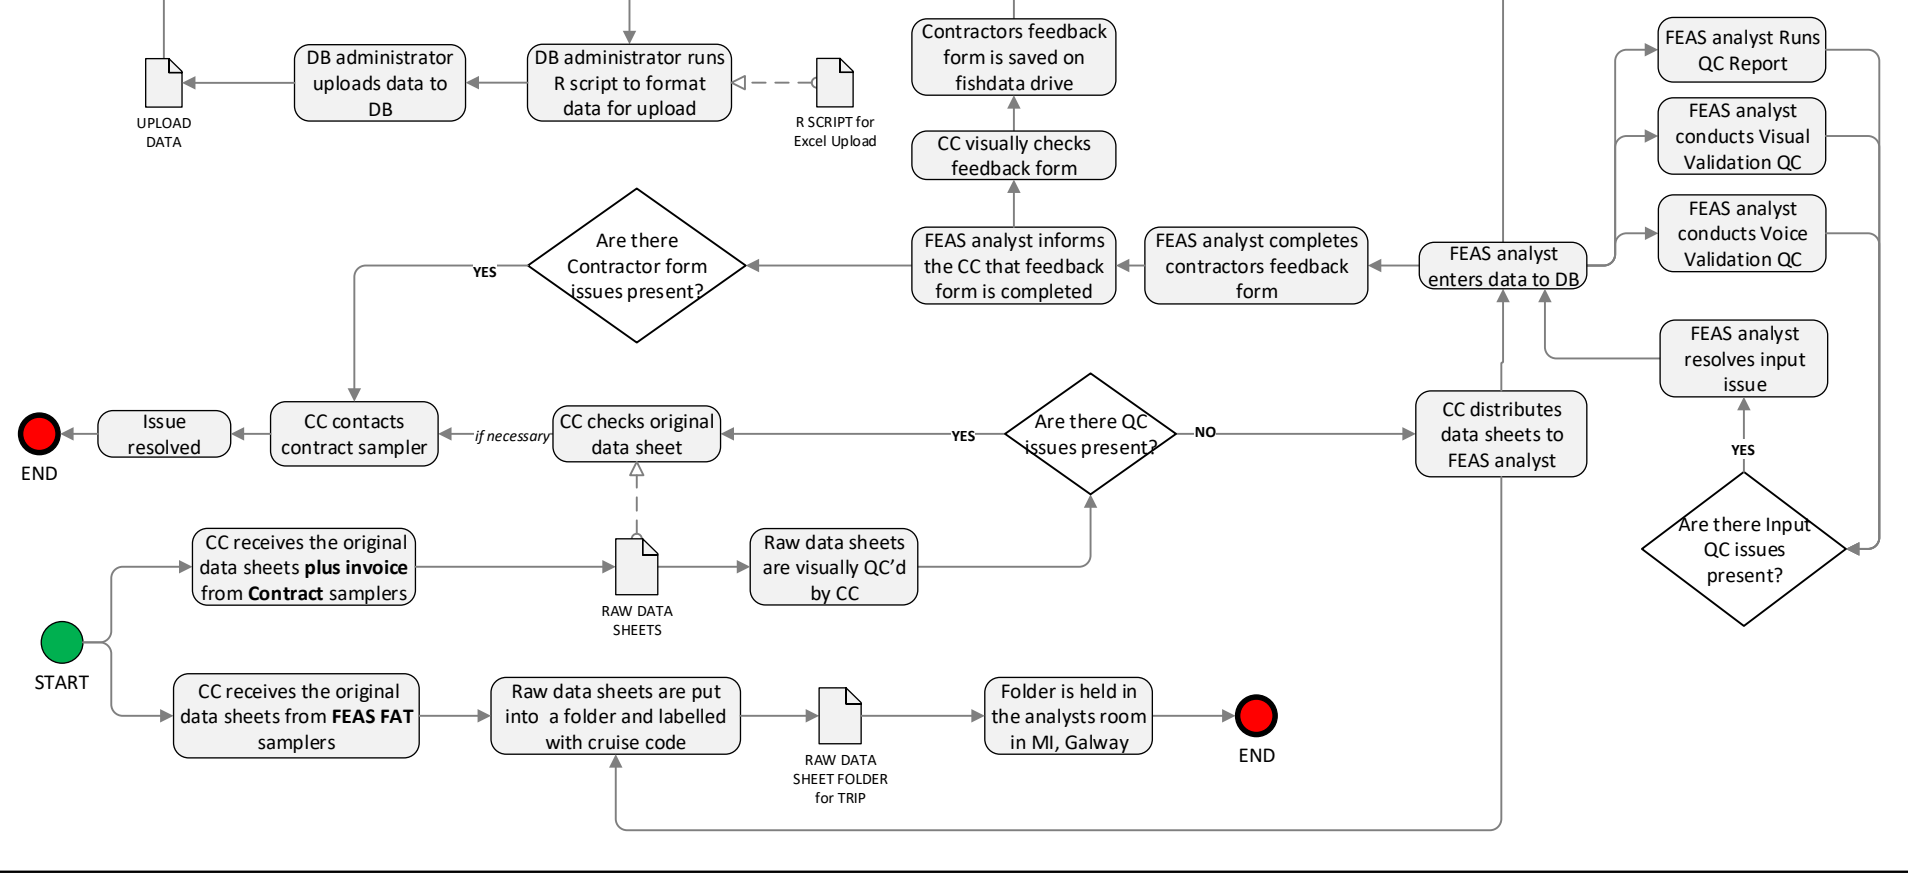 Contractors feedback
form is saved on
fishdata drive
FEAS analyst Runs
QC Report
DB administrator
uploads data to
DB
DB administrator runs
R script to format
data for upload
UPLOAD
DATA
R SCRIPT for
Excel Upload
FEAS analyst
conducts Visual
Validation QC
CC visually checks
feedback form
FEAS analyst
conducts Voice
Validation QC
Are there
Contractor form
issues present?
YES
FEAS analyst informs
the CC that feedback
form is completed
FEAS analyst completes
contractors feedback
form
FEAS analyst
enters data to DB
FEAS analyst
resolves input
issue
END
Issue
resolved
CC contacts
contract sampler
if necessary
CC checks original
data sheet
YES
Are there QC
issues present?
NO
CC distributes
data sheets to
FEAS analyst
YES
Are there Input
QC issues
present?
CC receives the original
data sheets plus invoice
from Contract samplers
RAW DATA
SHEETS
Raw data sheets
are visually QC’d
by CC
START
CC receives the original
data sheets from FEAS FAT
samplers
Raw data sheets are put
into a folder and labelled
with cruise code
RAW DATA
SHEET FOLDER
for TRIP
Folder is held in
the analysts room
in MI, Galway
END